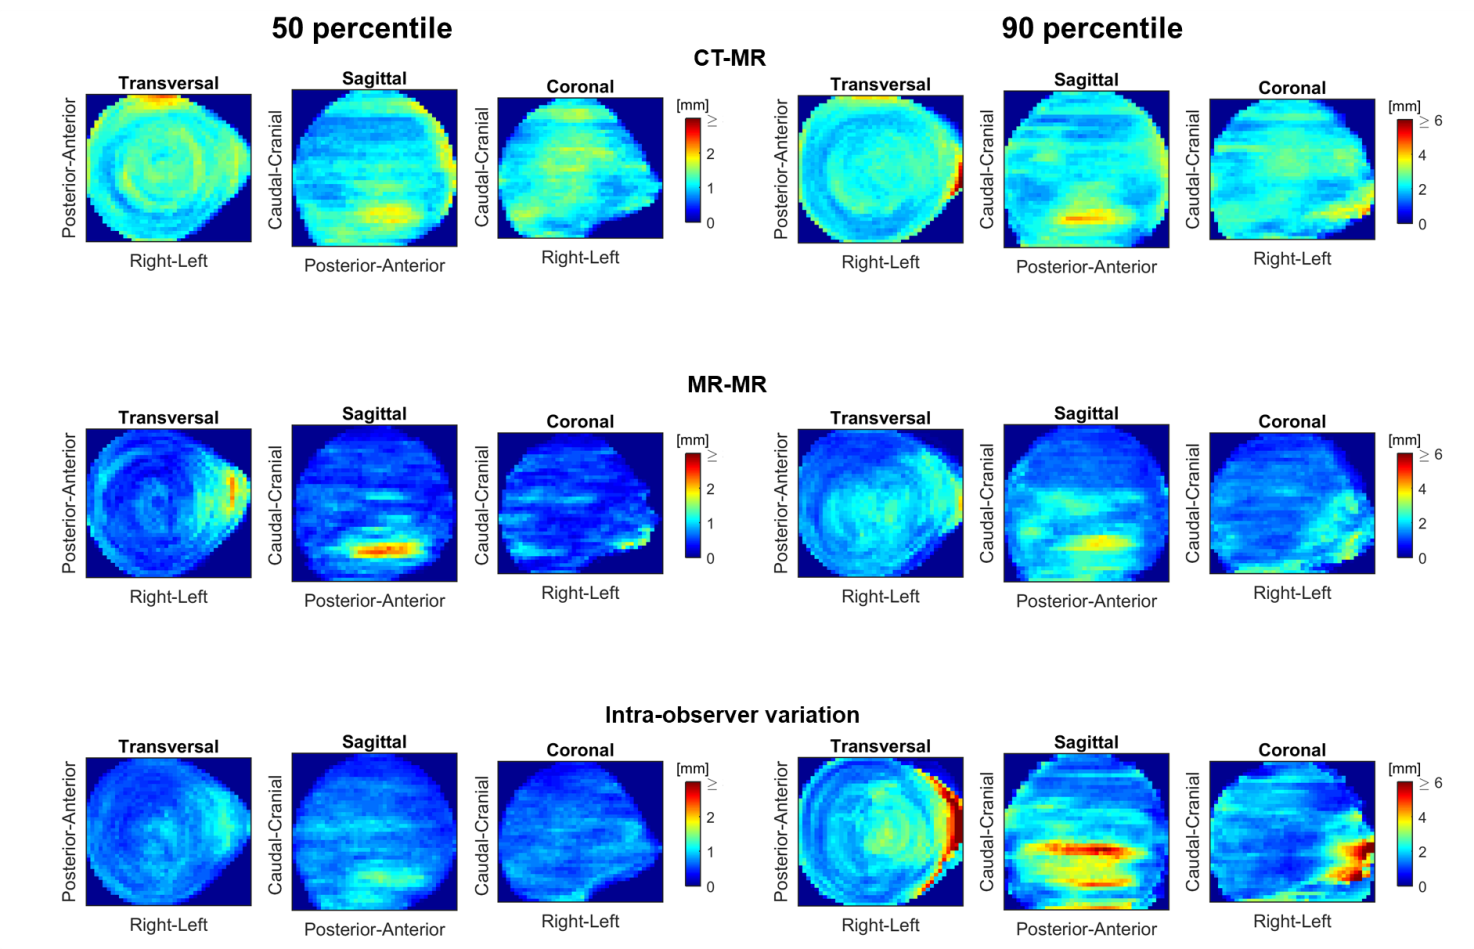 50 percentile
90 percentile
CT-MR
Transversal
Sagittal
Coronal
Transversal
Sagittal
Coronal
Posterior-Anterior
Caudal-Cranial
Caudal-Cranial
[mm]
≥
2
1
0
Posterior-Anterior
Caudal-Cranial
Caudal-Cranial
[mm]
≥ 6
4
2
0
Right-Left
Posterior-Anterior
Right-Left
Right-Left
Posterior-Anterior
Right-Left
MR-MR
Transversal
Sagittal
Coronal
Transversal
Sagittal
Coronal
Posterior-Anterior
Caudal-Cranial
Caudal-Cranial
[mm]
≥
2
1
0
Posterior-Anterior
Caudal-Cranial
Caudal-Cranial
[mm]
≥ 6
4
2
0
Right-Left
Posterior-Anterior
Right-Left
Right-Left
Posterior-Anterior
Right-Left
Intra-observer variation
Transversal
Sagittal
Coronal
Transversal
Sagittal
Coronal
Posterior-Anterior
Caudal-Cranial
Caudal-Cranial
[mm]
≥
2
1
0
Posterior-Anterior
Caudal-Cranial
Caudal-Cranial
[mm]
≥ 6
4
2
0
Right-Left
Posterior-Anterior
Right-Left
Right-Left
Posterior-Anterior
Right-Left